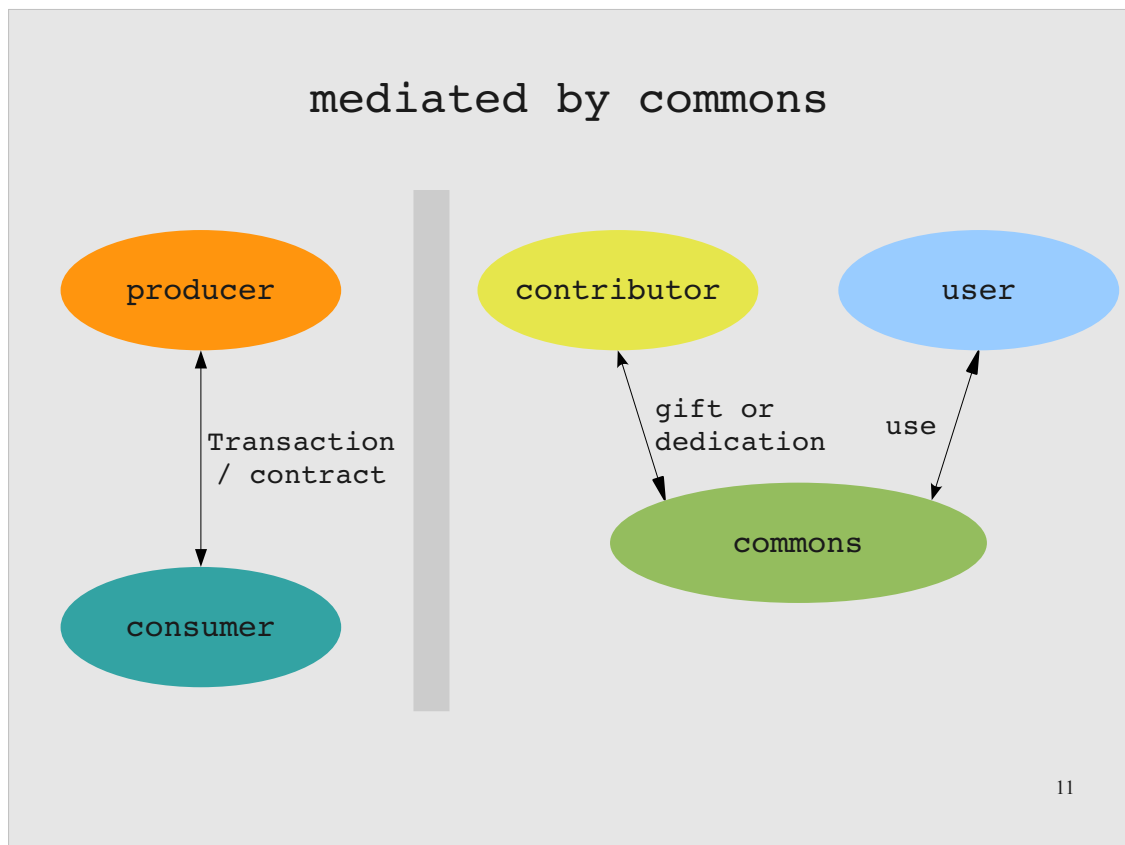 mediated by commons
producer
Transaction
/ contract
consumer
contributor
user
gift or
dedication
use
commons
11